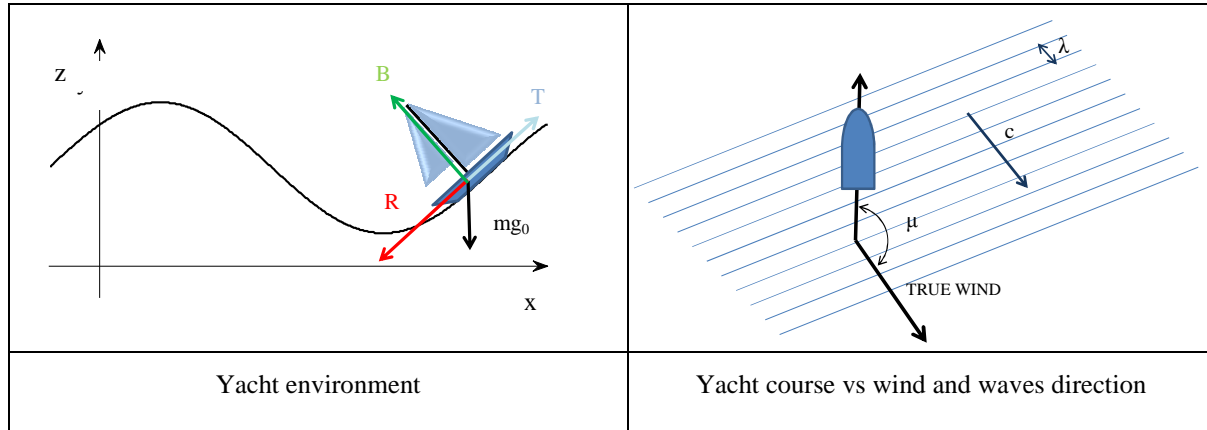 z
B
T
R
mg₀
x
λ
c
μ
TRUE WIND
Yacht environment
Yacht course vs wind and waves direction